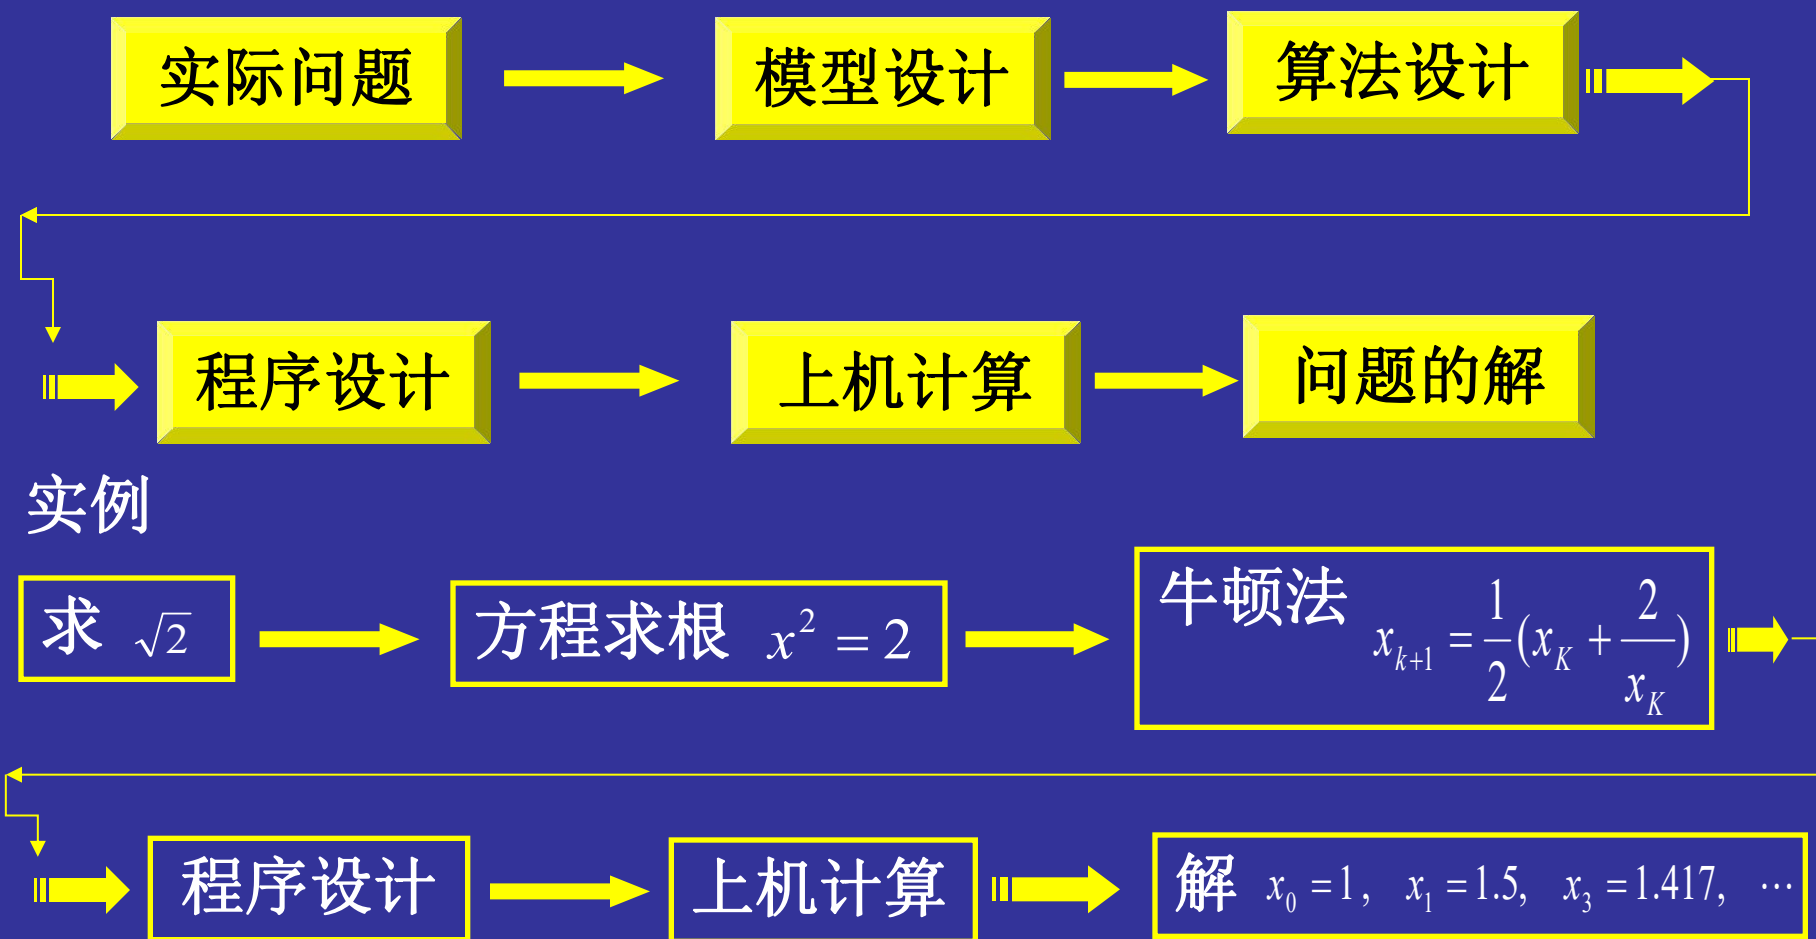 实际问题 模型设计 算法设计
程序设计 上机计算 问题的解
实例
求 √2 方程求根 x² = 2 牛顿法 x_{k+1} = 1/2 (x_K + 2/x_K)
程序设计 上机计算 解 x₀ = 1, x₁ = 1.5, x₃ = 1.417, ⋯